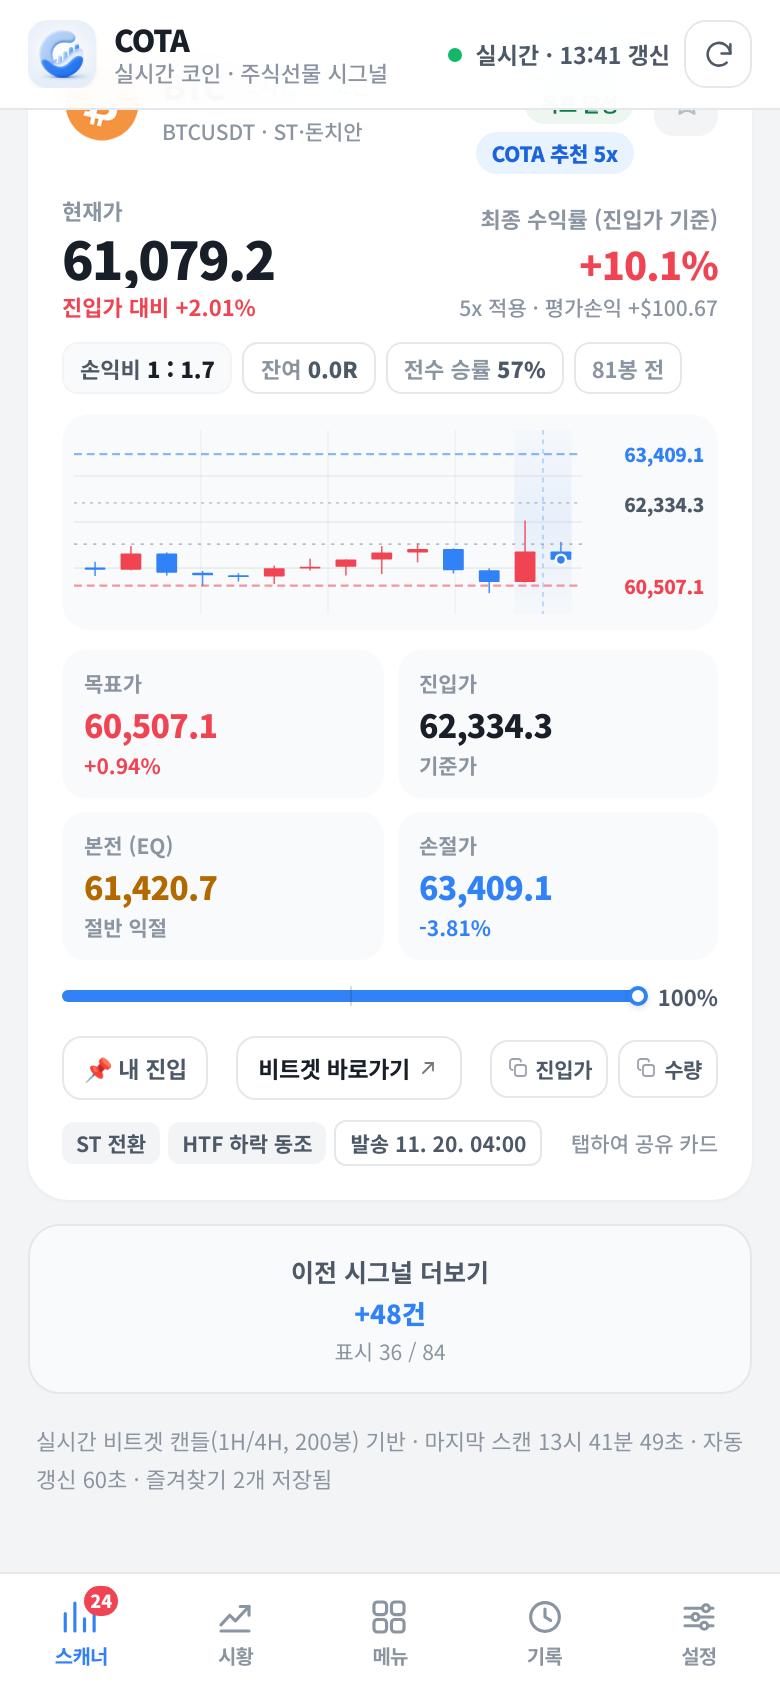 COTA
실시간 코인 · 주식선물 시그널
실시간 · 13:41 갱신
BTCUSDT · ST·돈치안
COTA 추천 5x
현재가
61,079.2
진입가 대비 +2.01%
최종 수익률 (진입가 기준)
+10.1%
5x 적용 · 평가손익 +$100.67
손익비 1 : 1.7
잔여 0.0R
전수 승률 57%
81봉 전
63,409.1
62,334.3
60,507.1
목표가
60,507.1
+0.94%
진입가
62,334.3
기준가
본전 (EQ)
61,420.7
절반 익절
손절가
63,409.1
-3.81%
100%
📌 내 진입
비트겟 바로가기 ↗
진입가
수량
ST 전환
HTF 하락 동조
발송 11. 20. 04:00
탭하여 공유 카드
이전 시그널 더보기
+48건
표시 36 / 84
실시간 비트겟 캔들(1H/4H, 200봉) 기반 · 마지막 스캔 13시 41분 49초 · 자동
갱신 60초 · 즐겨찾기 2개 저장됨
24
스캐너
시황
메뉴
기록
설정